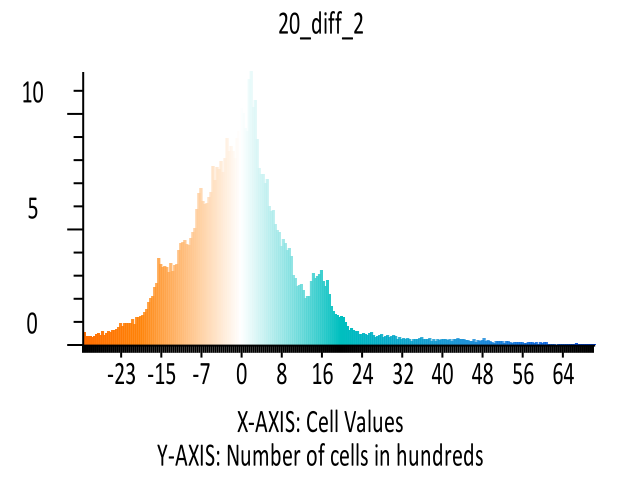 20_diff_2
10
5
0
-23 -15 -7 0 8 16 24 32 40 48 56 64
X-AXIS: Cell Values
Y-AXIS: Number of cells in hundreds